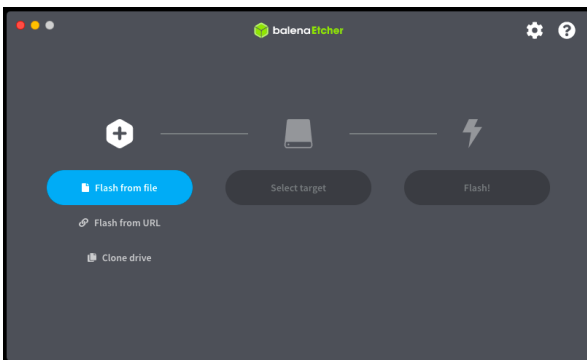 balenaEtcher
Flash from file
Select target
Flash!
Flash from URL
Clone drive